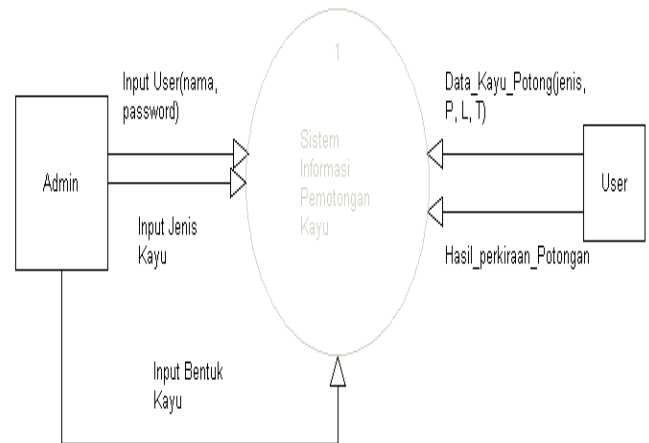 Input User(nama,
password)
Admin
Input Jenis
Kayu
Input Bentuk
Kayu
1
Sistem
Informasi
Pemotongan
Kayu
Data_Kayu_Potong(jenis,
P, L, T)
User
Hasil_perkiraan_Potongan